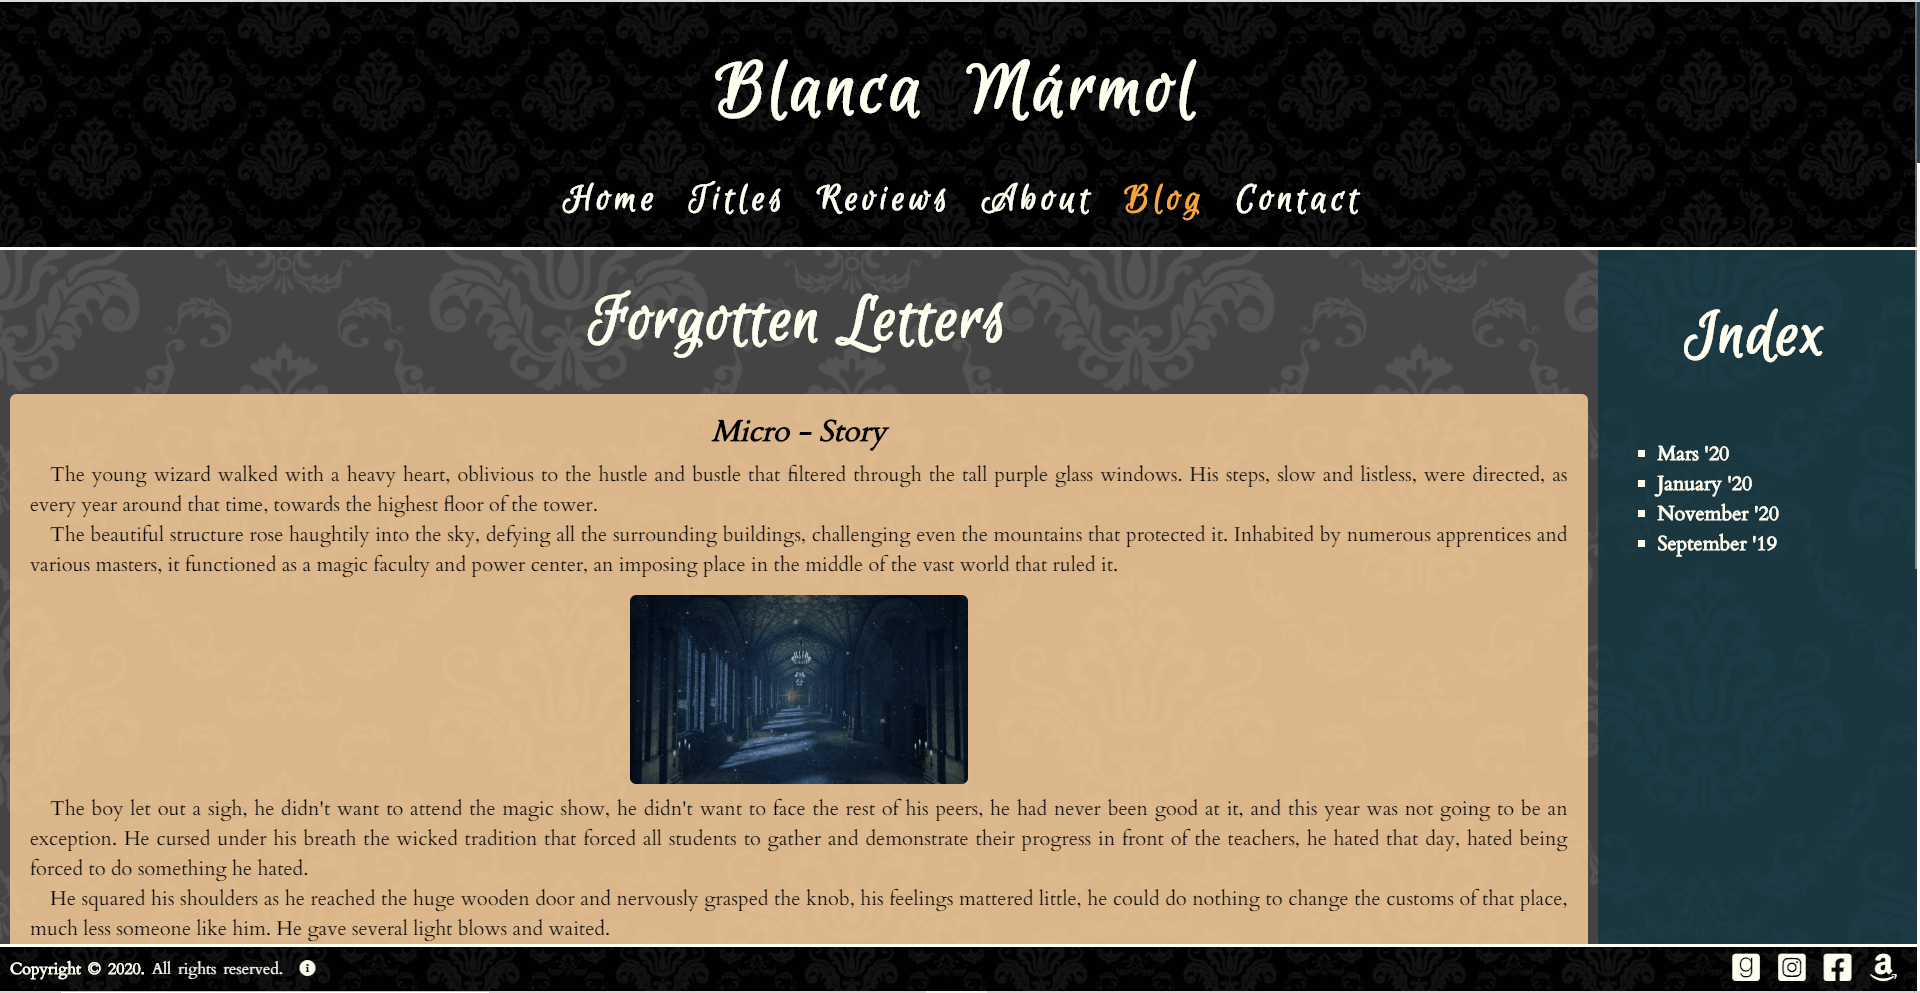 Blanca Mármol
Home Titles Reviews About Blog Contact
Forgotten Letters
Micro - Story
The young wizard walked with a heavy heart, oblivious to the hustle and bustle that filtered through the tall purple glass windows. His steps, slow and listless, were directed, as
every year around that time, towards the highest floor of the tower.
The beautiful structure rose haughtily into the sky, defying all the surrounding buildings, challenging even the mountains that protected it. Inhabited by numerous apprentices and
various masters, it functioned as a magic faculty and power center, an imposing place in the middle of the vast world that ruled it.
The boy let out a sigh, he didn't want to attend the magic show, he didn't want to face the rest of his peers, he had never been good at it, and this year was not going to be an
exception. He cursed under his breath the wicked tradition that forced all students to gather and demonstrate their progress in front of the teachers, he hated that day, hated being
forced to do something he hated.
He squared his shoulders as he reached the huge wooden door and nervously grasped the knob, his feelings mattered little, he could do nothing to change the customs of that place,
much less someone like him. He gave several light blows and waited.
Index
Mars '20
January '20
November '20
September '19
Copyright © 2020. All rights reserved.